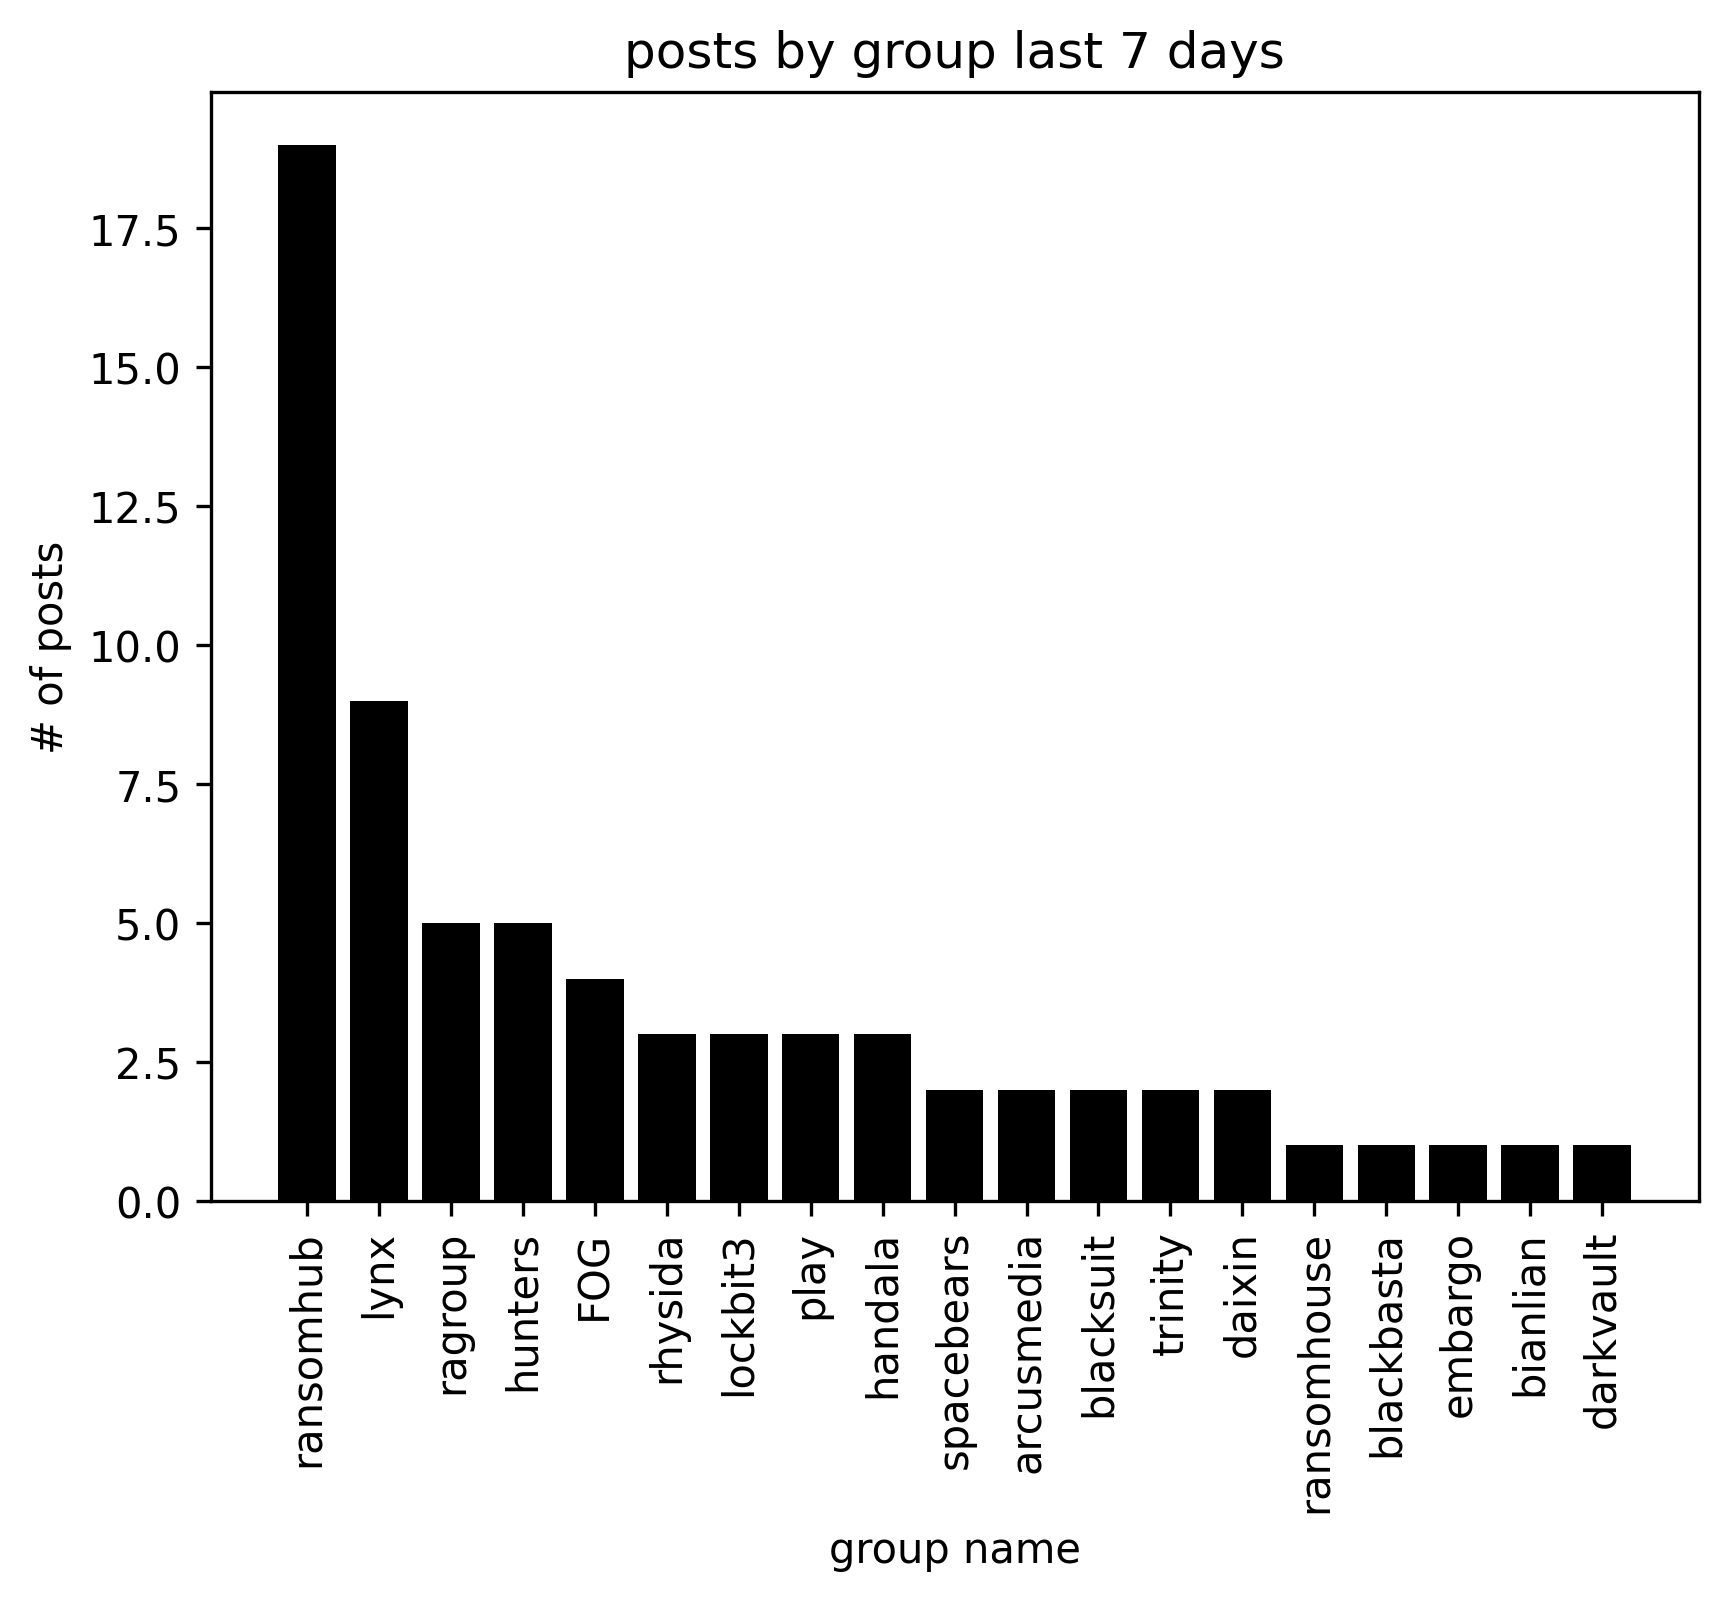 posts by group last 7 days
# of posts
17.5
15.0
12.5
10.0
7.5
5.0
2.5
0.0
ransomhub
lynx
ragroup
hunters
FOG
rhysida
lockbit3
play
handala
spacebears
arcusmedia
blacksuit
trinity
daixin
ransomhouse
blackbasta
embargo
bianlian
darkvault
group name